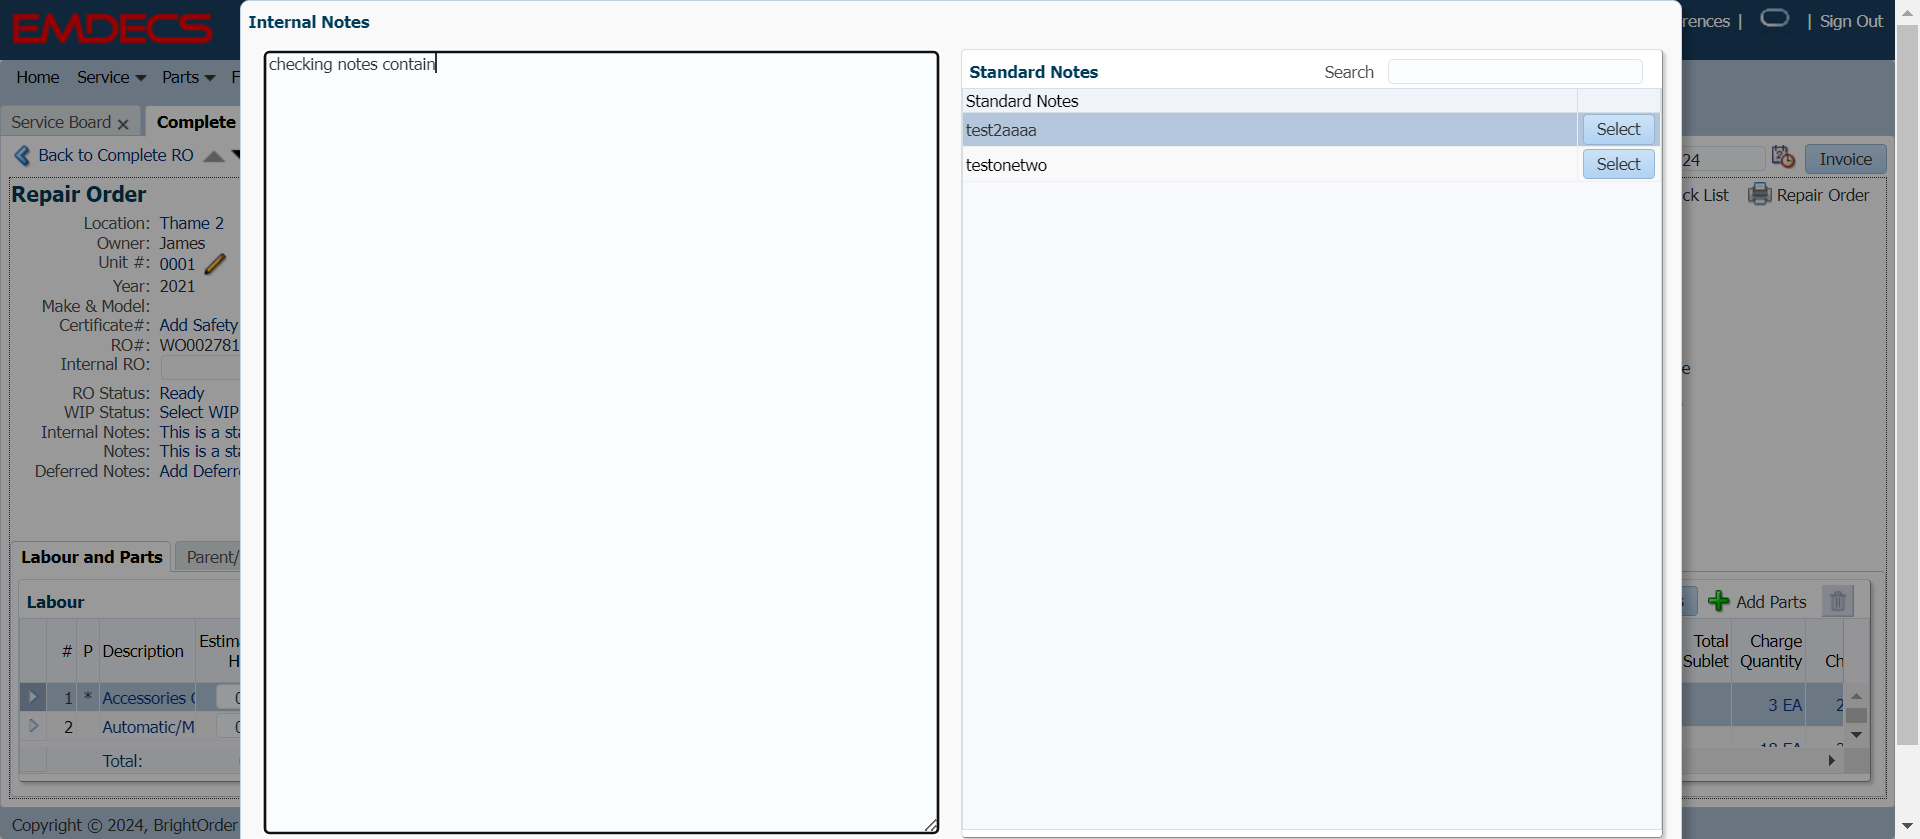 EMDECS
rences | | Sign Out
Home Service Parts F
Service Board Complete
Back to Complete RO
24 Invoice
ck List Repair Order
Repair Order
Location: Thame 2
Owner: James
Unit #: 0001
Year: 2021
Make & Model:
Certificate#: Add Safety
RO#: WO002781
Internal RO:
RO Status: Ready
WIP Status: Select WIP
Internal Notes: This is a sta
Notes: This is a sta
Deferred Notes: Add Deferre
Internal Notes
checking notes contain
Standard Notes Search
Standard Notes
test2aaaa Select
testonetwo Select
e
Labour and Parts Parent/
Labour
# P Description Estim
H
1 * Accessories
2 Automatic/M
Total:
Add Parts
Total Sublet Charge Quantity Ch
3 EA 2
Copyright © 2024, BrightOrder